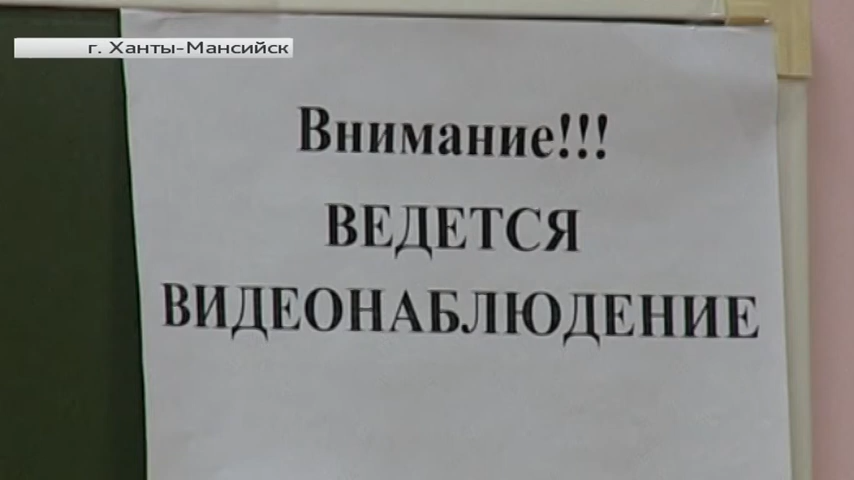 г. Ханты-Мансийск
Внимание!!!
ВЕДЕТСЯ
ВИДЕОНАБЛЮДЕНИЕ